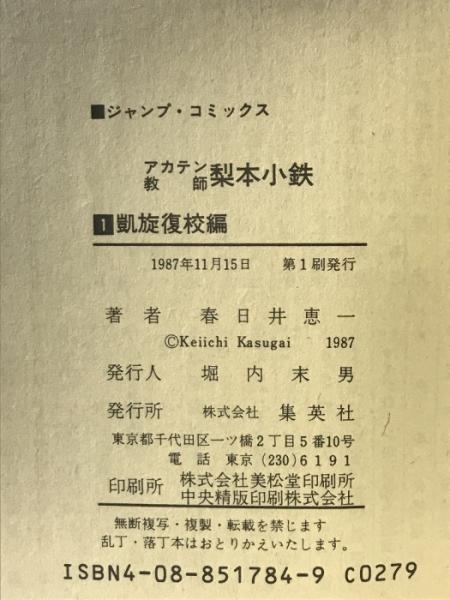 ■ジャンプ・コミックス
アカテン教師 梨本小鉄
1 凱旋復校編
1987年11月15日 第1刷発行
著者 春日井恵一
©Keiichi Kasugai 1987
発行人 堀内末男
発行所 株式会社 集英社
東京都千代田区一ツ橋2丁目5番10号
電話 東京(230)6191
印刷所 株式会社美松堂印刷所
中央精版印刷株式会社
無断複写・複製・転載を禁じます
乱丁・落丁本はおとりかえいたします。
ISBN4-08-851784-9 C0279